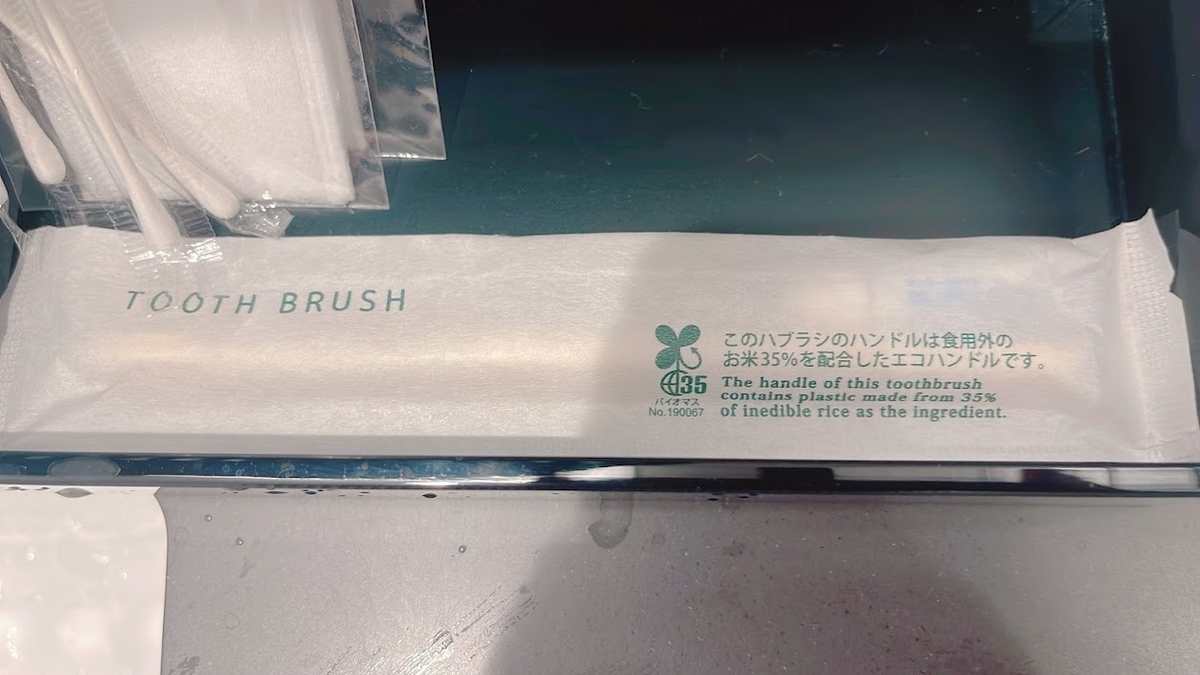 TOOTH BRUSH
35
バイオマス
No.190067
このハブラシのハンドルは食用外の
お米35%を配合したエコハンドルです。
The handle of this toothbrush
contains plastic made from 35%
of inedible rice as the ingredient.